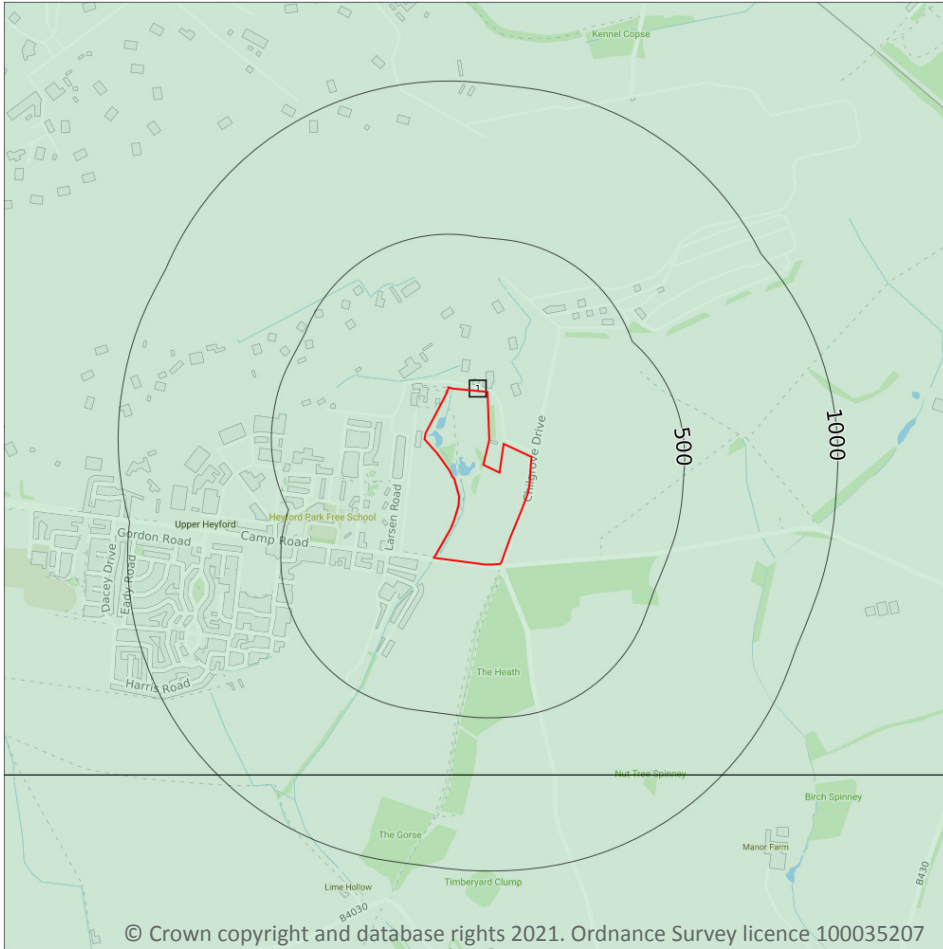 Kennel Copse
1
1000
500
Chilgrove Drive
Larsen Road
Heyford Park Free School
Upper Heyford
Camp Road
Gordon Road
Dacey Drive
Eady Road
Harris Road
The Heath
Nut Tree Spinney
Birch Spinney
The Gorse
Manor Farm
B430
Timberyard Clump
Lime Hollow
B4030
© Crown copyright and database rights 2021. Ordnance Survey licence 100035207